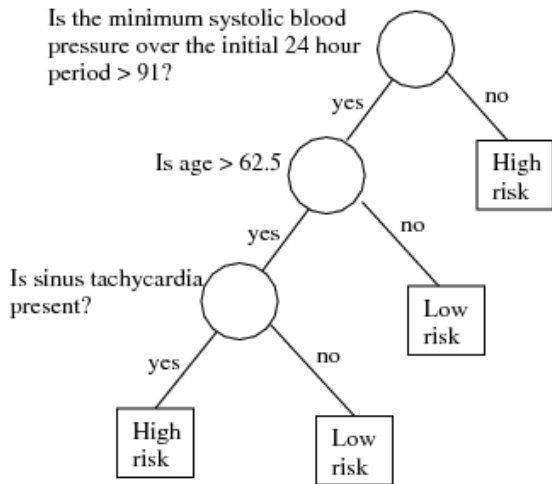 Is the minimum systolic blood
pressure over the initial 24 hour
period > 91?
yes
no
Is age > 62.5
High
risk
yes
no
Is sinus tachycardia
present?
Low
risk
yes
no
High
risk
Low
risk